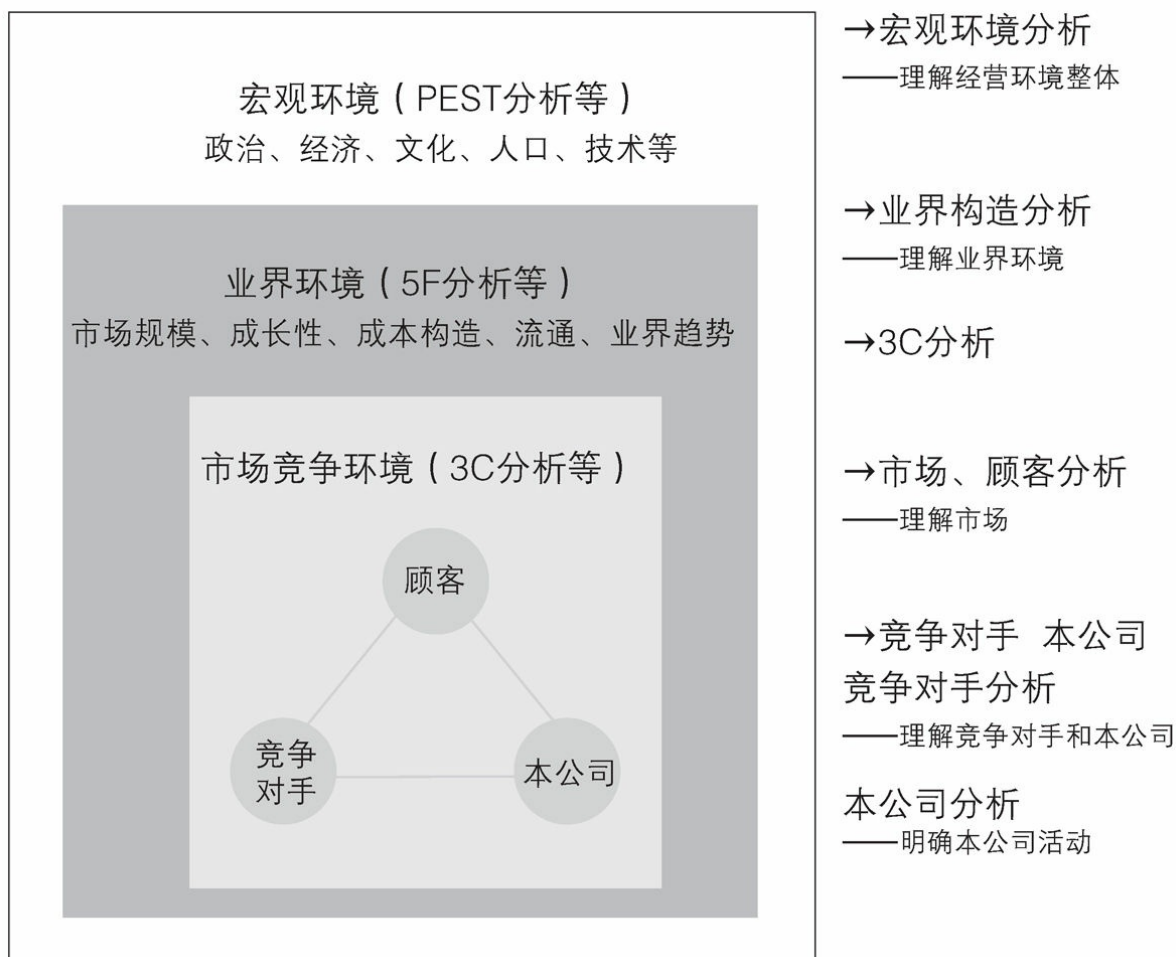 宏观环境（PEST分析等）
政治、经济、文化、人口、技术等
业界环境（5F分析等）
市场规模、成长性、成本构造、流通、业界趋势
市场竞争环境（3C分析等）
顾客
竞争
对手
本公司
→宏观环境分析
——理解经营环境整体
→业界构造分析
——理解业界环境
→3C分析
→市场、顾客分析
——理解市场
→竞争对手 本公司
竞争对手分析
——理解竞争对手和本公司
本公司分析
——明确本公司活动